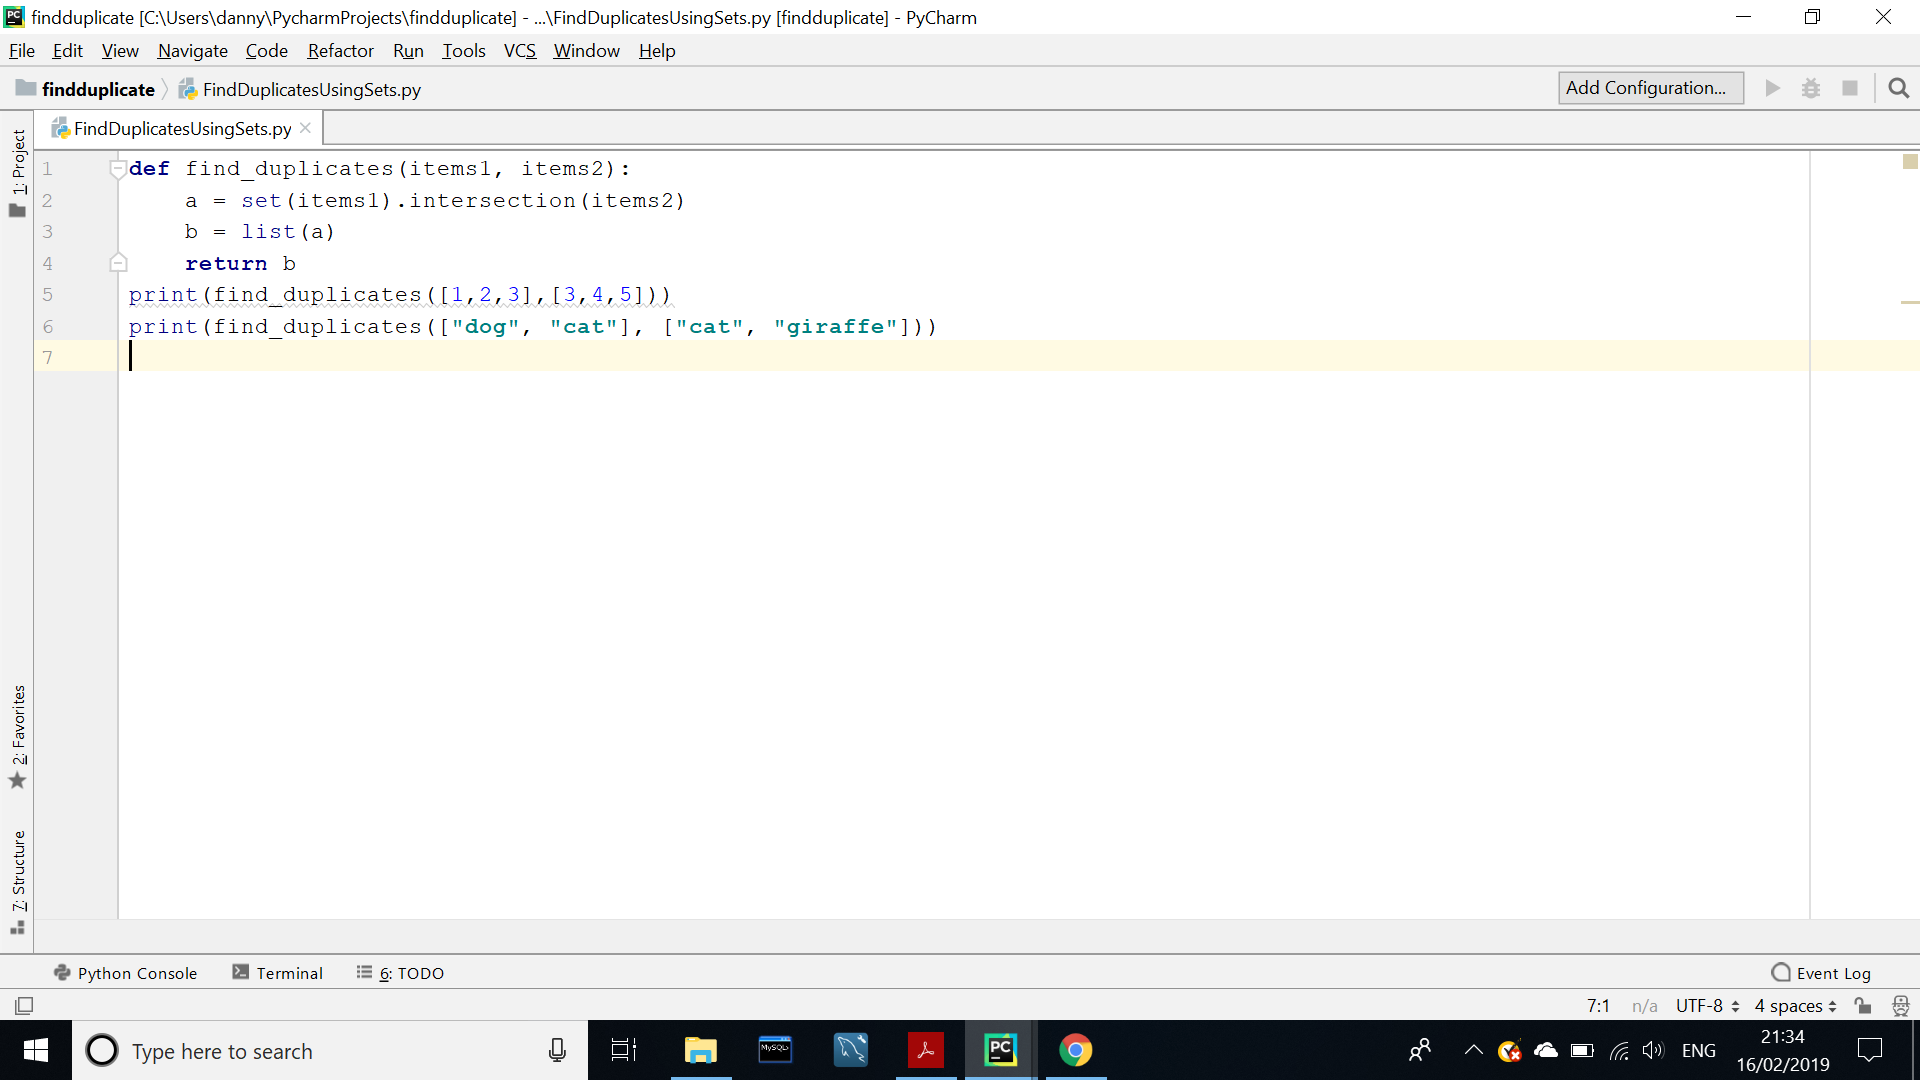 findduplicate [C:\Users\danny\PycharmProjects\findduplicate] - ...\FindDuplicatesUsingSets.py [findduplicate] - PyCharm
File Edit View Navigate Code Refactor Run Tools VCS Window Help
findduplicate FindDuplicatesUsingSets.py Add Configuration...
FindDuplicatesUsingSets.py
1: Project
1 def find_duplicates(items1, items2):
2     a = set(items1).intersection(items2)
3     b = list(a)
4     return b
5 print(find_duplicates([1,2,3],[3,4,5]))
6 print(find_duplicates(["dog", "cat"], ["cat", "giraffe"]))
7
2: Favorites
7: Structure
Python Console Terminal 6: TODO Event Log
7:1 n/a UTF-8 4 spaces
Type here to search MySQL> PC ENG 21:34
16/02/2019